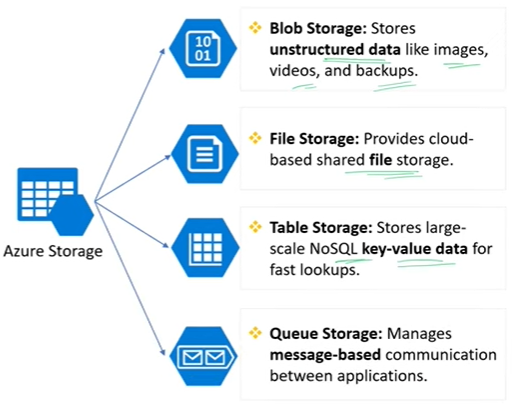 10
01
Blob Storage: Stores
unstructured data like images,
videos, and backups.
File Storage: Provides cloud-
based shared file storage.
Azure Storage
Table Storage: Stores large-
scale NoSQL key-value data for
fast lookups.
Queue Storage: Manages
message-based communication
between applications.